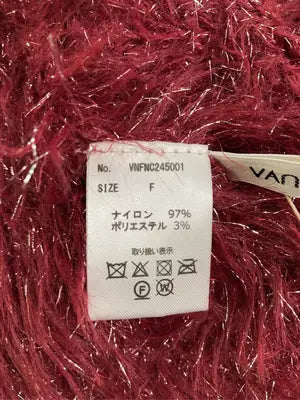 No. VNFNC245001
SIZE F
ナイロン 97%
ポリエステル 3%
取り扱い表示
F W
VAN